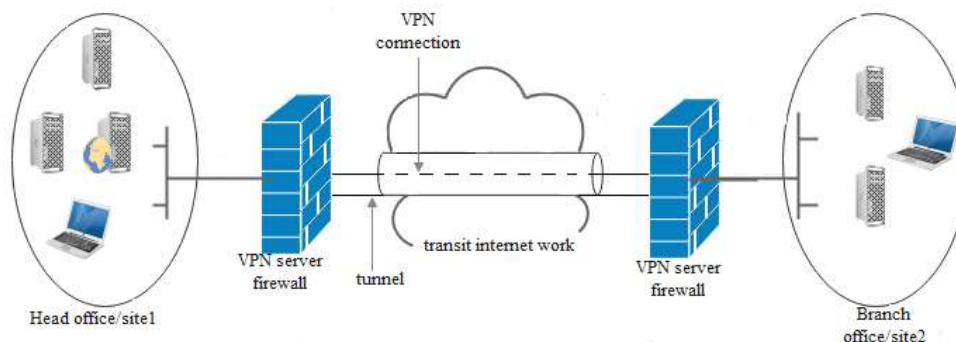 VPN
connection
transit internet work
VPN server
firewall
tunnel
VPN server
firewall
Head office/site1
Branch
office/site2